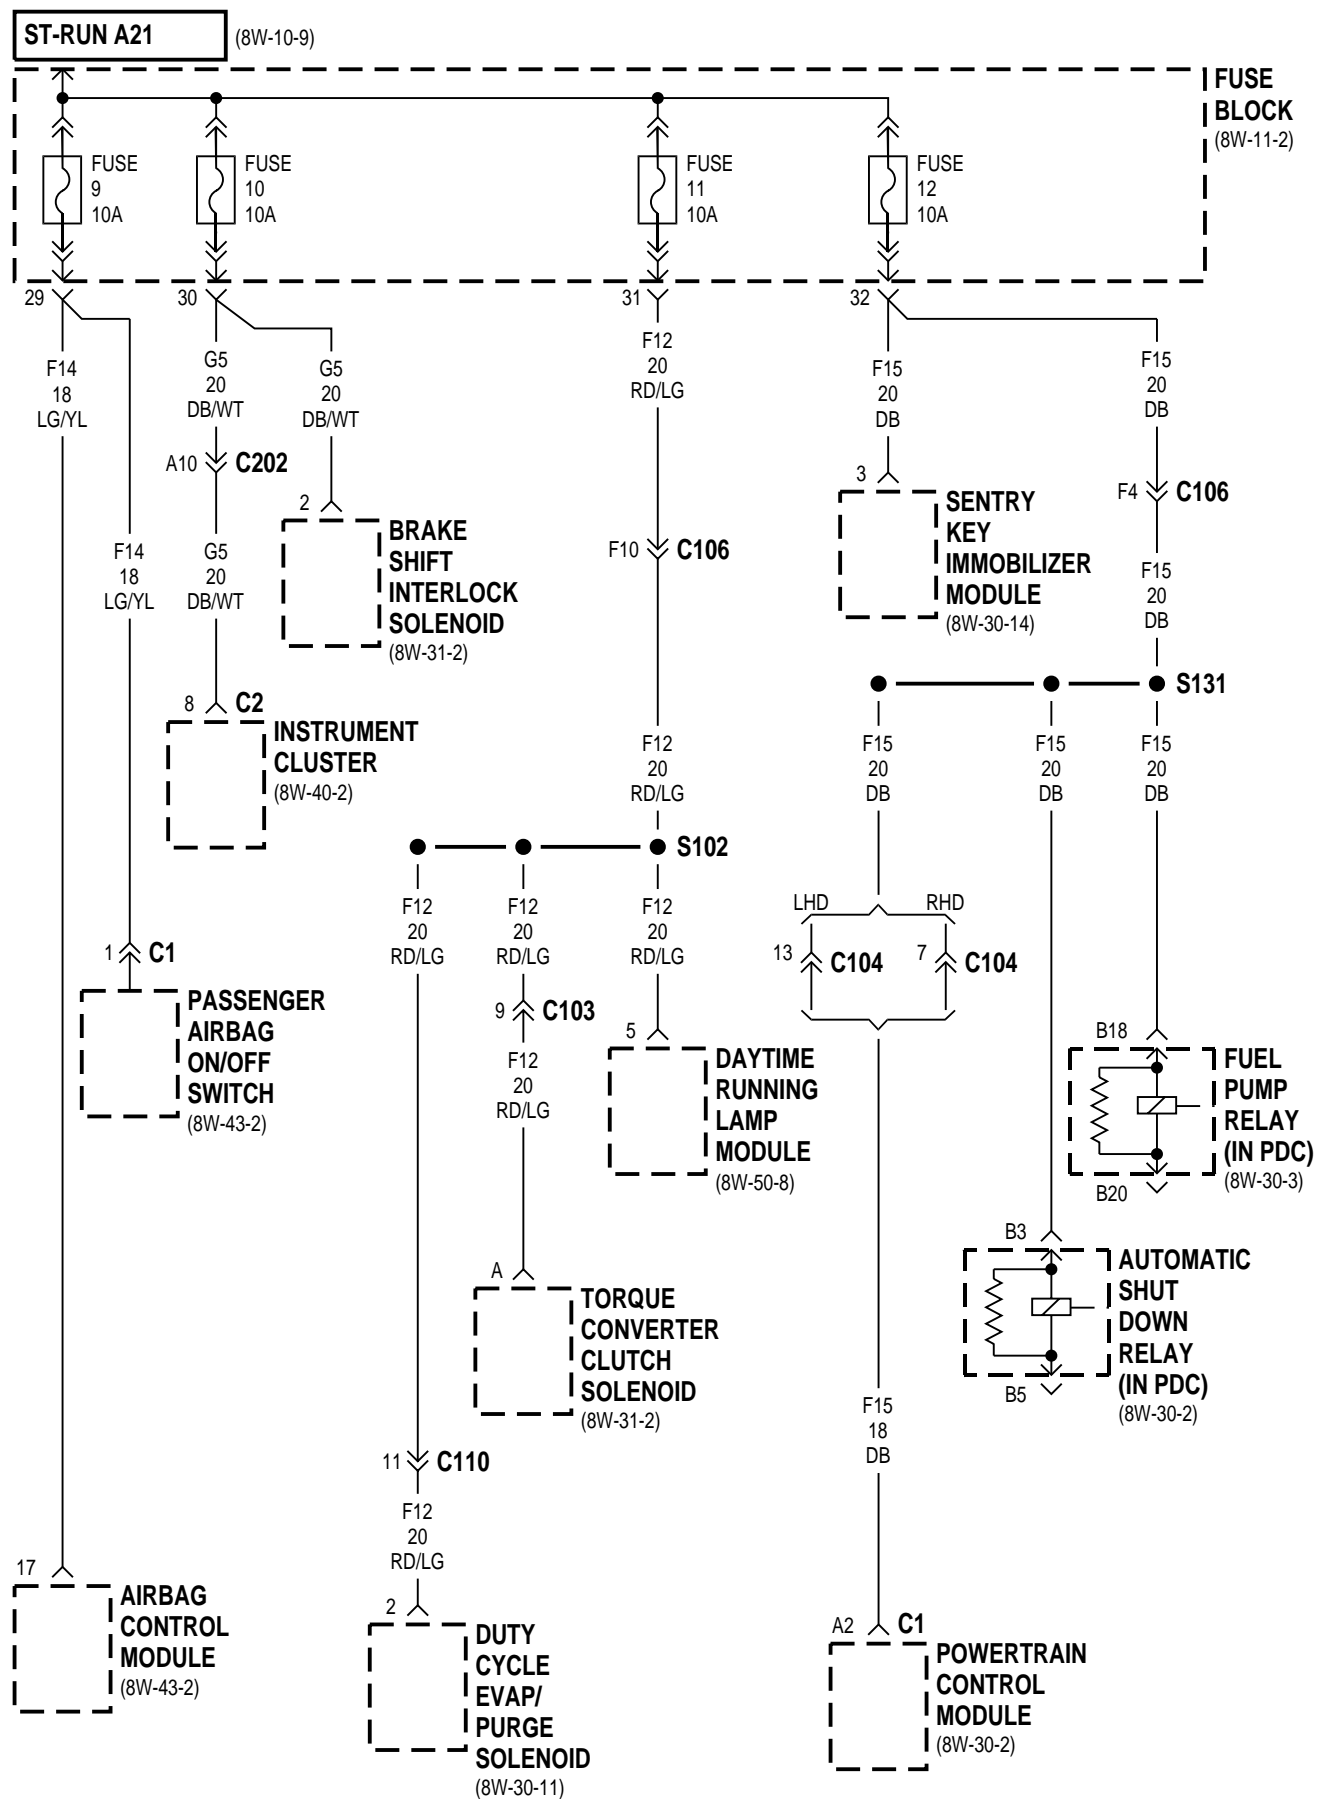 ST-RUN A21 (8W-10-9)
FUSE
BLOCK
(8W-11-2)
FUSE
9
10A
FUSE
10
10A
FUSE
11
10A
FUSE
12
10A
29
30
31
32
F14
18
LG/YL
G5
20
DB/WT
G5
20
DB/WT
F12
20
RD/LG
F15
20
DB
F15
20
DB
A10 C202
2
3
F4 C106
BRAKE
SHIFT
INTERLOCK
SOLENOID
(8W-31-2)
SENTRY
KEY
IMMOBILIZER
MODULE
(8W-30-14)
F14
18
LG/YL
G5
20
DB/WT
F10 C106
F15
20
DB
S131
8 C2
INSTRUMENT
CLUSTER
(8W-40-2)
F12
20
RD/LG
F15
20
DB
F15
20
DB
F15
20
DB
S102
F12
20
RD/LG
F12
20
RD/LG
F12
20
RD/LG
LHD
RHD
13 C104
7 C104
1 C1
PASSENGER
AIRBAG
ON/OFF
SWITCH
(8W-43-2)
9 C103
F12
20
RD/LG
5
DAYTIME
RUNNING
LAMP
MODULE
(8W-50-8)
B18
FUEL
PUMP
RELAY
(IN PDC)
(8W-30-3)
B20
B3
AUTOMATIC
SHUT
DOWN
RELAY
(IN PDC)
(8W-30-2)
B5
A
TORQUE
CONVERTER
CLUTCH
SOLENOID
(8W-31-2)
F15
18
DB
11 C110
F12
20
RD/LG
17
AIRBAG
CONTROL
MODULE
(8W-43-2)
2
DUTY
CYCLE
EVAP/
PURGE
SOLENOID
(8W-30-11)
A2 C1
POWERTRAIN
CONTROL
MODULE
(8W-30-2)